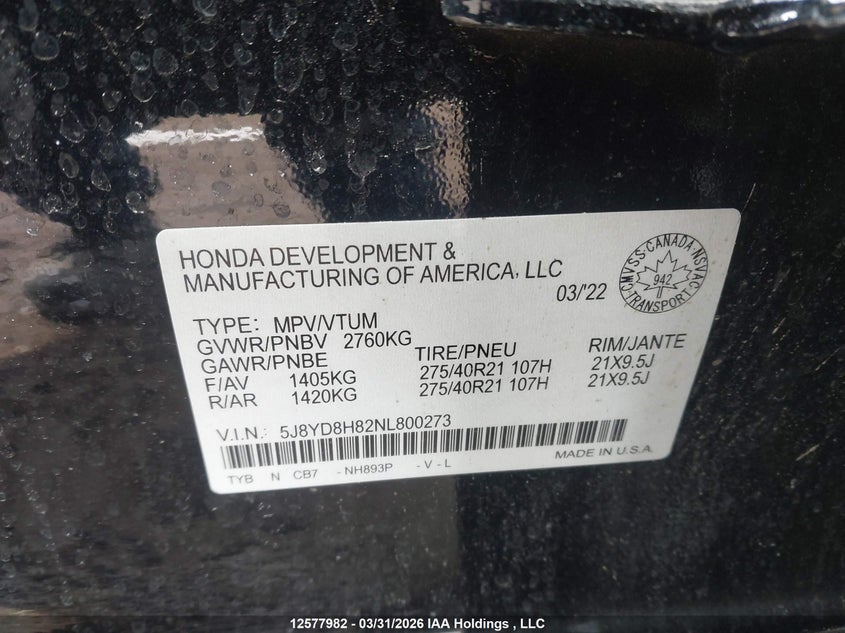 HONDA DEVELOPMENT &
MANUFACTURING OF AMERICA, LLC
03/'22
CMVSS-CANADA-NSVAC
942
TRANSPORT
TYPE: MPV/VTUM
GVWR/PNBV 2760KG
GAWR/PNBE TIRE/PNEU RIM/JANTE
F/AV 1405KG 275/40R21 107H 21X9.5J
R/AR 1420KG 275/40R21 107H 21X9.5J
V.I.N.: 5J8YD8H82NL800273
MADE IN U.S.A.
TYB N CB7 - NH893P - V - L
12577982 - 03/31/2026 IAA Holdings , LLC